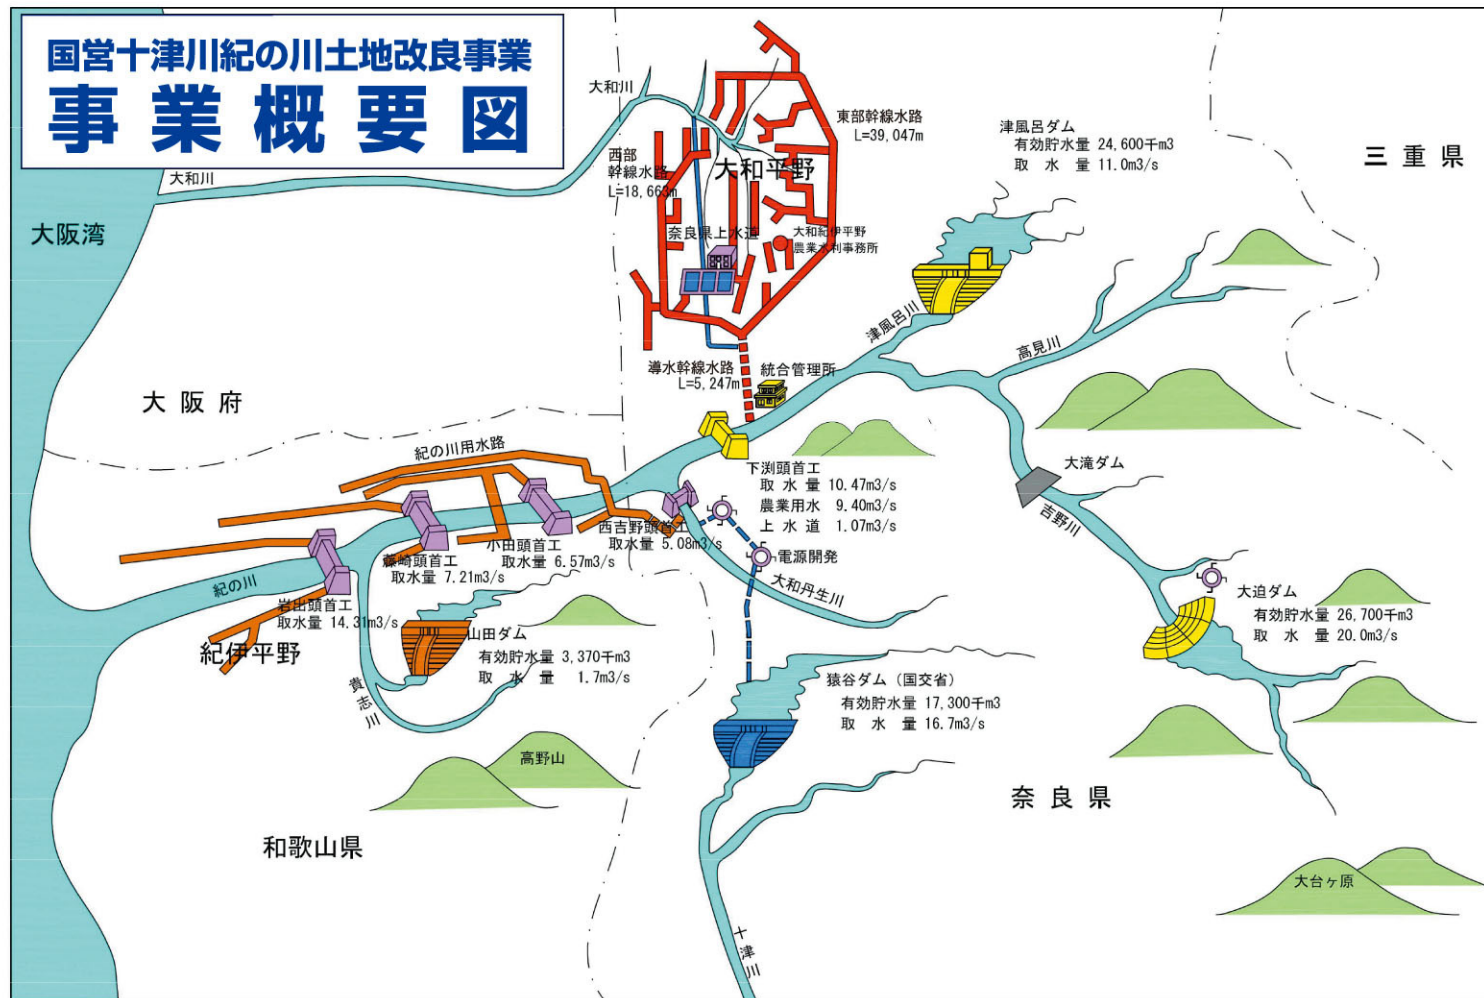 国営十津川紀の川土地改良事業
事業概要図
大和川
大和川
東部幹線水路
L=39,047m
西部
幹線水路
L=18,663m
大和平野
津風呂ダム
有効貯水量 24,600千m3
取 水 量 11.0m3/s
三重県
大阪湾
奈良県上水道
大和紀伊平野
農業水利事務所
津風呂川
高見川
導水幹線水路
L=5,247m
統合管理所
大阪府
紀の川用水路
下渕頭首工
取水量 10.47m3/s
農業用水 9.40m3/s
上水道 1.07m3/s
大滝ダム
吉野川
西吉野頭首工
取水量 5.08m3/s
小田頭首工
取水量 6.57m3/s
藤崎頭首工
取水量 7.21m3/s
電源開発
大和丹生川
紀の川
岩出頭首工
取水量 14.31m3/s
大迫ダム
有効貯水量 26,700千m3
取 水 量 20.0m3/s
紀伊平野
山田ダム
有効貯水量 3,370千m3
取 水 量 1.7m3/s
貴志川
猿谷ダム（国交省）
有効貯水量 17,300千m3
取 水 量 16.7m3/s
高野山
奈良県
和歌山県
大台ヶ原
十津川